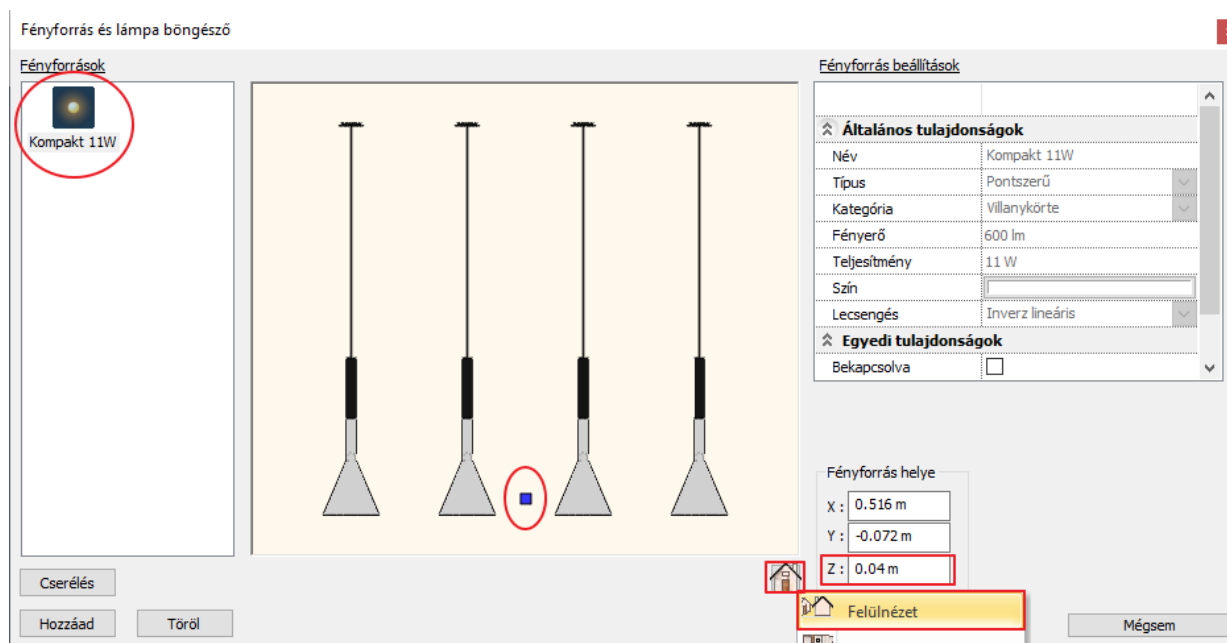 Fényforrás és lámpa böngésző
Fényforrások
Kompakt 11W
Fényforrás beállítások
Általános tulajdonságok
Név Kompakt 11W
Típus Pontszerű
Kategória Villanykörte
Fényerő 600 lm
Teljesítmény 11 W
Szín
Lecsengés Inverz lineáris
Egyedi tulajdonságok
Bekapcsolva
Fényforrás helye
X : 0.516 m
Y : -0.072 m
Z : 0.04 m
Felülnézet
Cserélés
Hozzáad Töröl
Mégsem